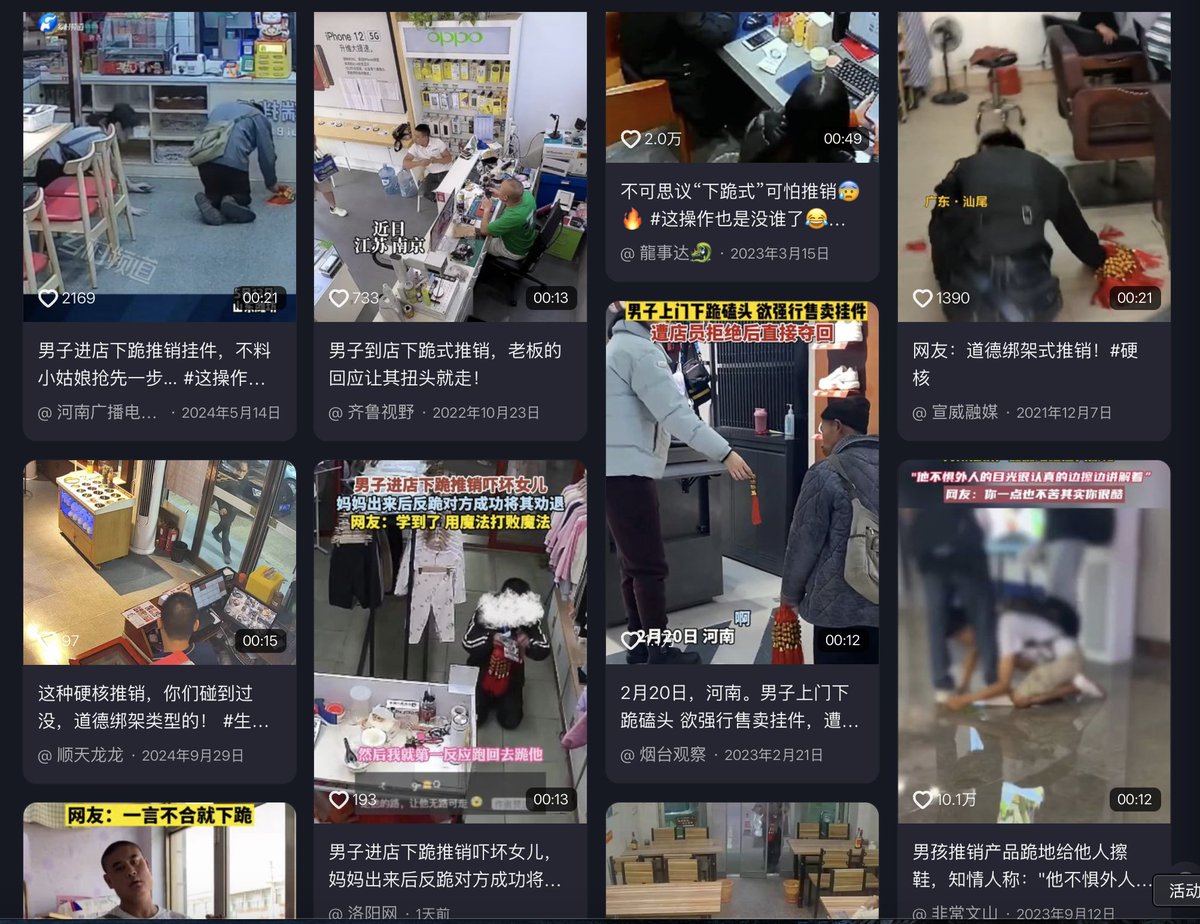 2169
00:21
男子进店下跪推销挂件，不料
小姑娘抢先一步... #这操作...
@ 河南广播电... · 2024年5月14日
97
00:15
这种硬核推销，你们碰到过
没，道德绑架类型的！ #生...
@ 顺天龙龙 · 2024年9月29日
网友：一言不合就下跪
iPhone 12 5G
oppo
近日
江苏南京
733
00:13
男子到店下跪式推销，老板的
回应让其扭头就走！
@ 齐鲁视野 · 2022年10月23日
男子进店下跪推销吓坏女儿
妈妈出来后反跪对方成功将其劝退
网友：学到了 用魔法打败魔法
然后我就第一反应跑回去跪他
193
00:13
男子进店下跪推销吓坏女儿，
妈妈出来后反跪对方成功将...
@ 洛阳网 · 1天前
2.0万
00:49
不可思议“下跪式”可怕推销😰
🔥 #这操作也是没谁了😂...
@ 龍事达🐉 · 2023年3月15日
男子上门下跪磕头 欲强行售卖挂件
遭店员拒绝后直接夺回
啊
2月20日 河南
00:12
2月20日，河南。男子上门下
跪磕头 欲强行售卖挂件，遭...
@ 烟台观察 · 2023年2月21日
广东·汕尾
1390
00:21
网友：道德绑架式推销！#硬
核
@ 宣威融媒 · 2021年12月7日
“他不惧外人的目光很认真的边擦边讲解着”
网友：你一点也不苦其实你很酷
10.1万
00:12
男孩推销产品跪地给他人擦
鞋，知情人称："他不惧外人...
@ 非常文山 · 2023年9月12日
活动